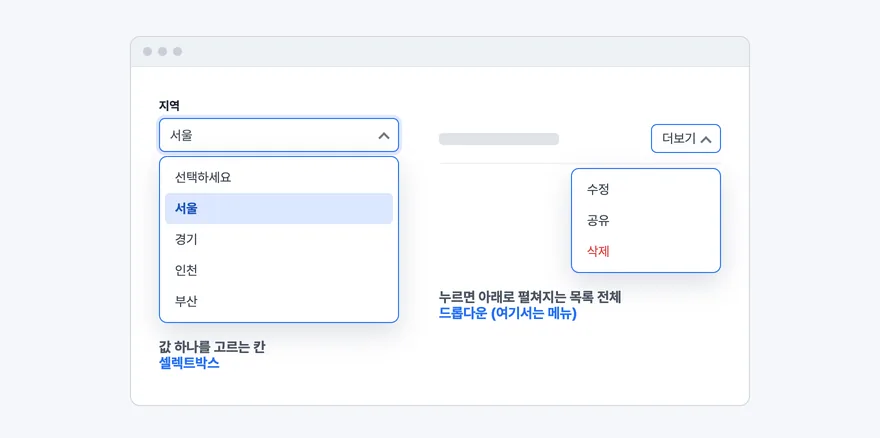 지역
서울
선택하세요
서울
경기
인천
부산
값 하나를 고르는 칸
셀렉트박스
더보기
수정
공유
삭제
누르면 아래로 펼쳐지는 목록 전체
드롭다운 (여기서는 메뉴)